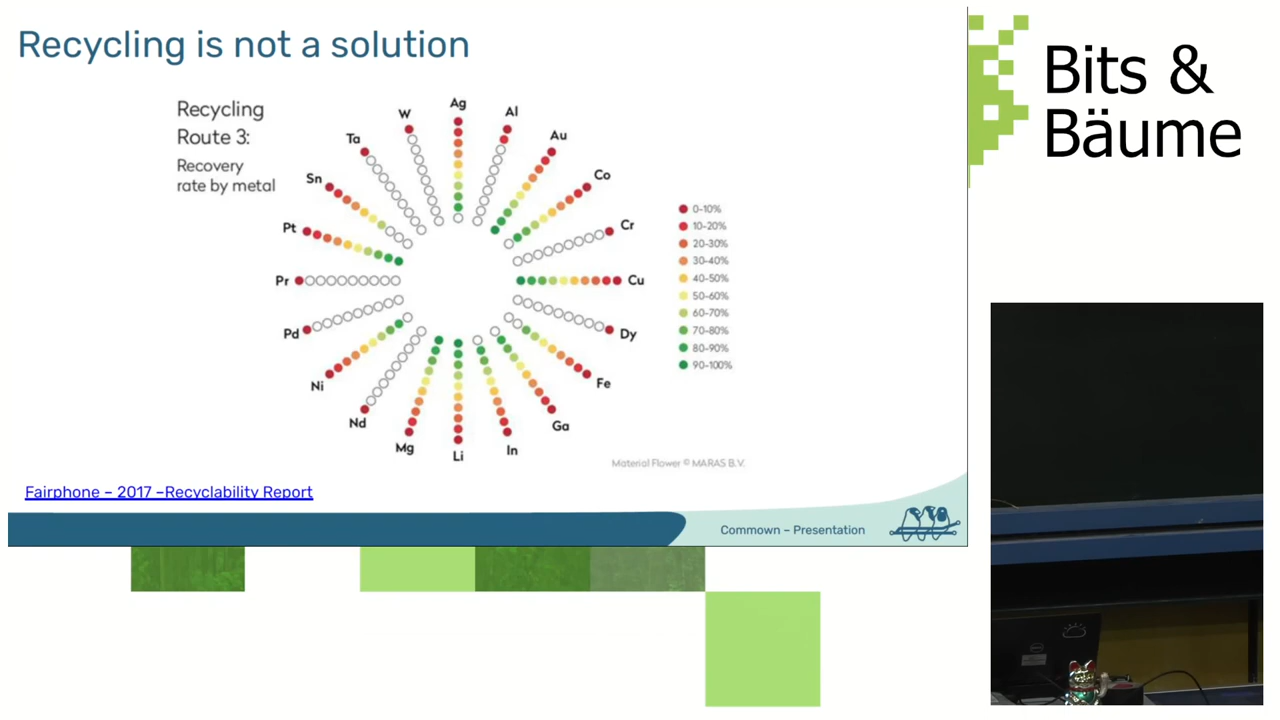 Recycling is not a solution
Bits &
Bäume
Recycling
Route 3:
Recovery
rate by metal
Ag
Al
Au
Co
Cr
Cu
Dy
Fe
Ga
In
Li
Mg
Nd
Ni
Pd
Pr
Pt
Sn
Ta
W
0-10%
10-20%
20-30%
30-40%
40-50%
50-60%
60-70%
70-80%
80-90%
90-100%
Material Flower © MARAS B.V.
Fairphone – 2017 –Recyclability Report
Commown – Presentation